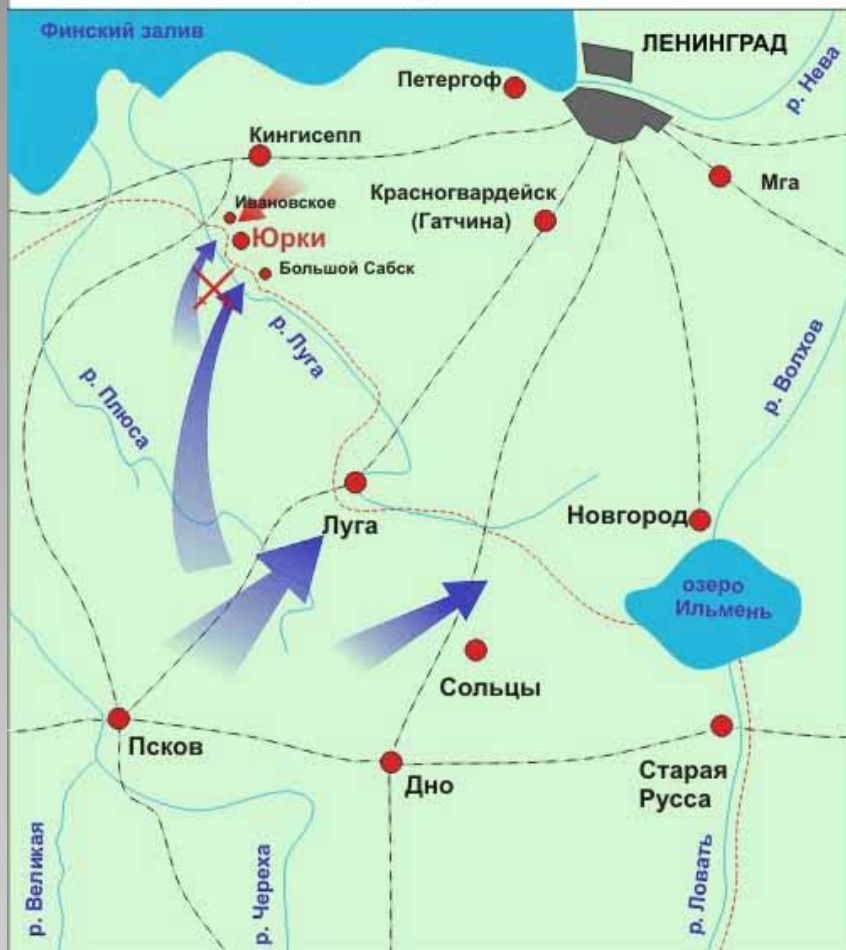 Финский залив
ЛЕНИНГРАД
р. Нева
Петергоф
Кингисепп
Мга
Красногвардейск
(Гатчина)
Ивановское
Юрки
Большой Сабск
р. Луга
р. Волхов
р. Плюса
Луга
Новгород
озеро
Ильмень
Сольцы
Псков
Дно
Старая
Русса
р. Великая
р. Череха
р. Ловать